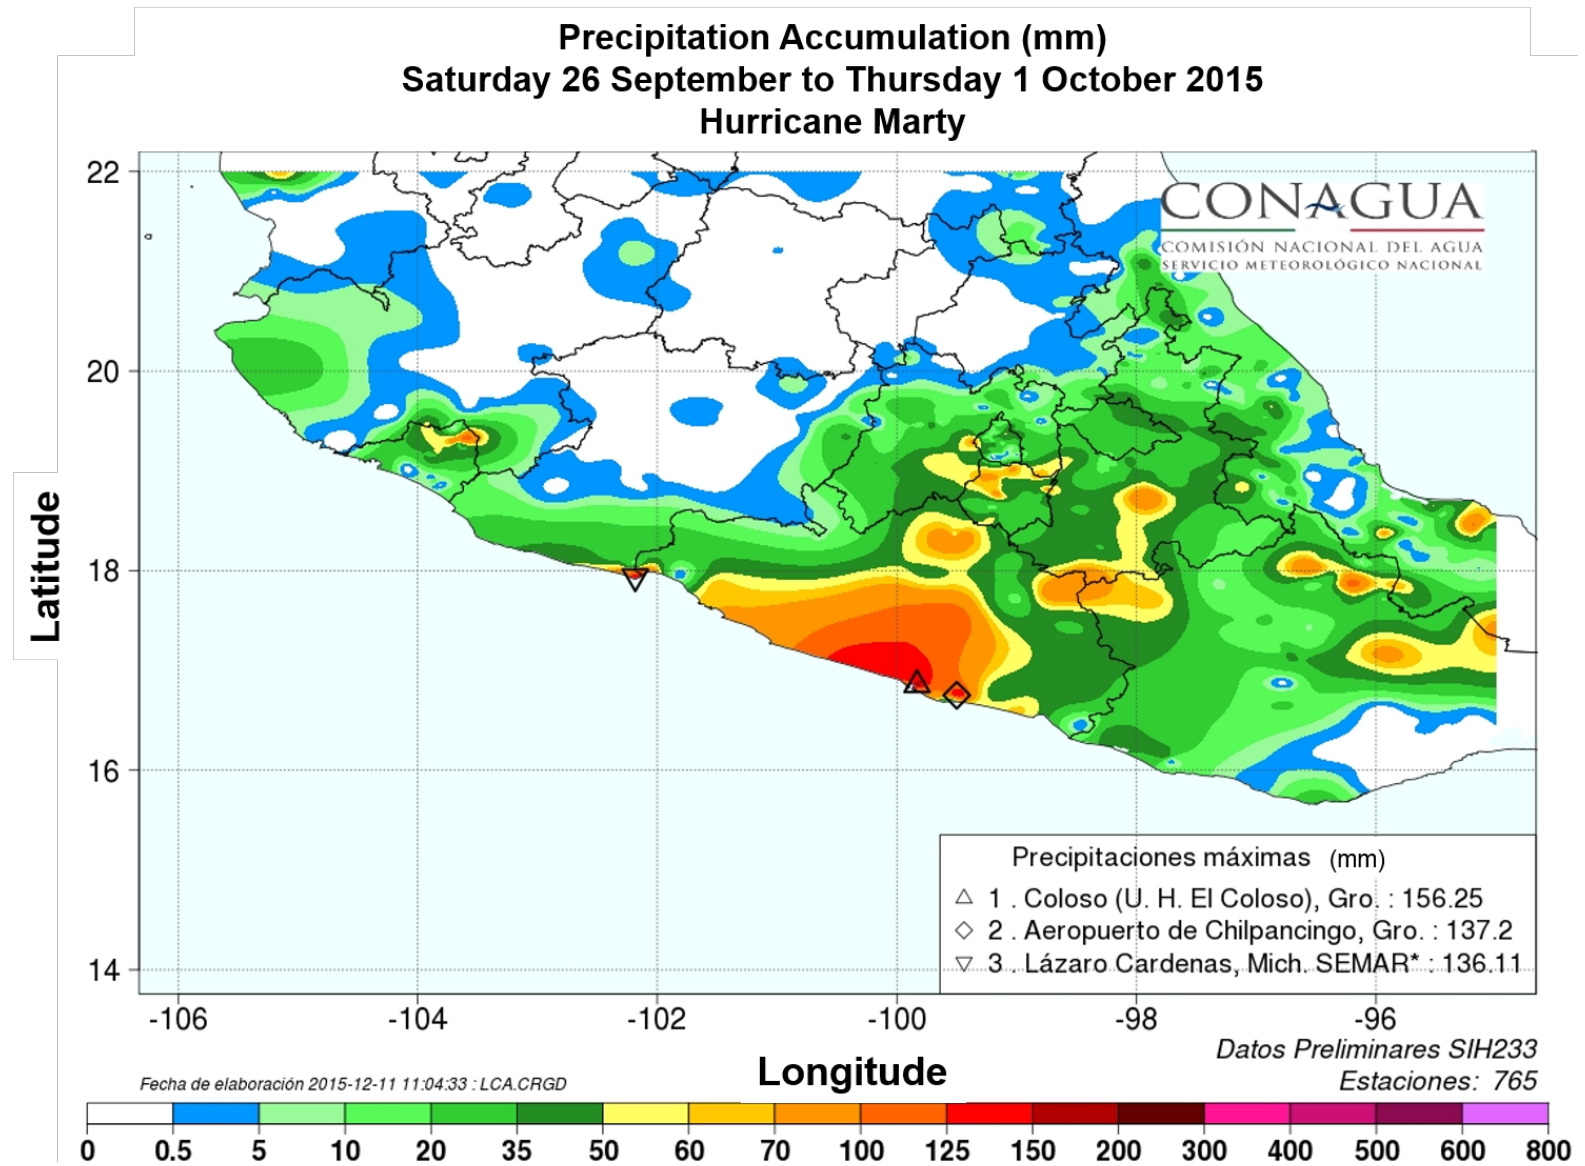 Precipitation Accumulation (mm)
Saturday 26 September to Thursday 1 October 2015
Hurricane Marty
CONAGUA
COMISIÓN NACIONAL DEL AGUA
SERVICIO METEOROLÓGICO NACIONAL
22
20
18
16
14
Latitude
Precipitaciones máximas (mm)
1 . Coloso (U. H. El Coloso), Gro. : 156.25
2 . Aeropuerto de Chilpancingo, Gro. : 137.2
3 . Lázaro Cardenas, Mich. SEMAR* : 136.11
-106 -104 -102 -100 -98 -96
Longitude
Datos Preliminares SIH233
Estaciones: 765
Fecha de elaboración 2015-12-11 11:04:33 : LCA.CRGD
0 0.5 5 10 20 35 50 60 70 100 125 150 200 300 400 500 600 800